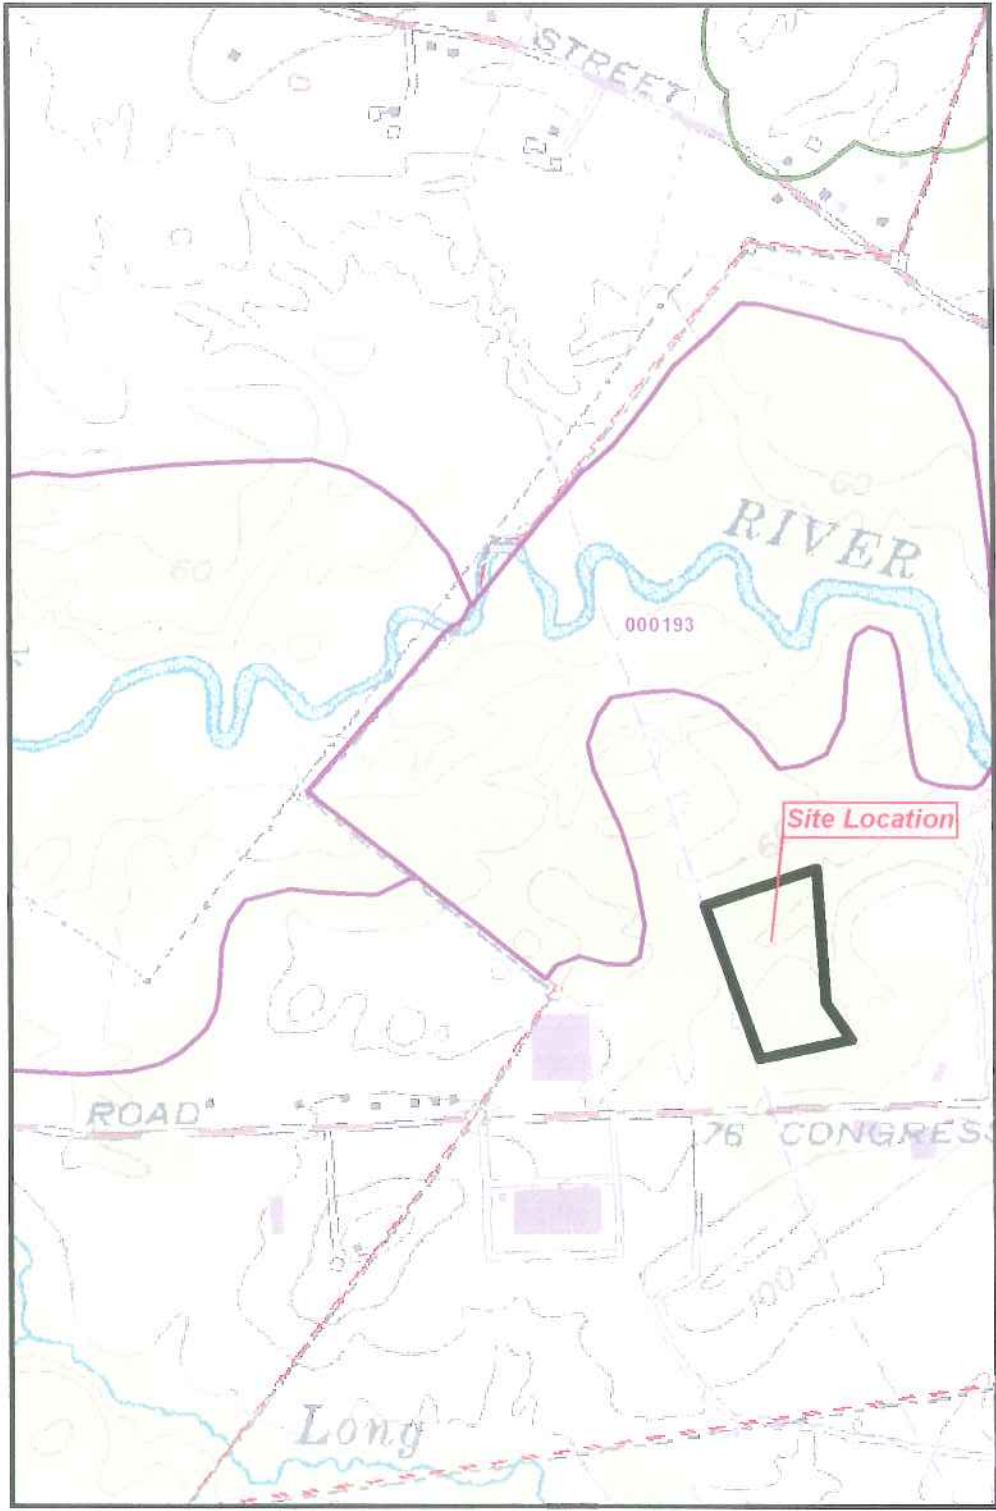 STREET
60
RIVER
60
000193
Site Location
ROAD
76 CONGRESS
100
Long